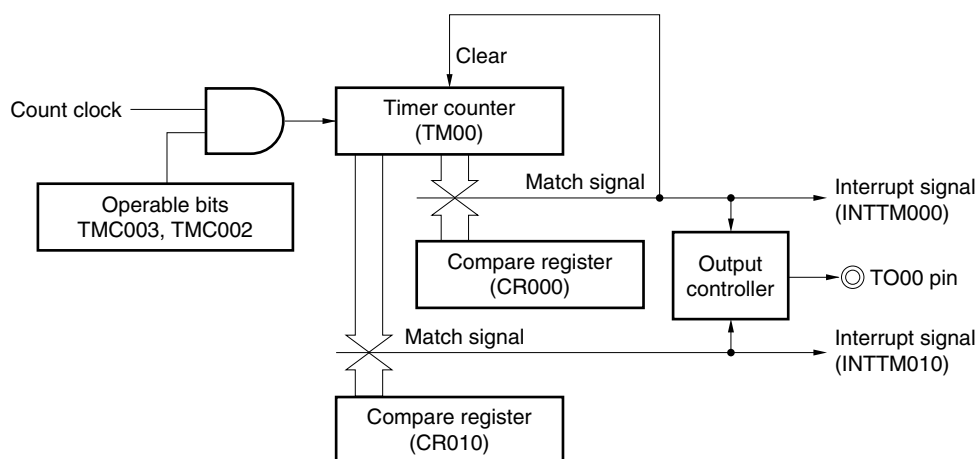 Clear
Count clock
Timer counter
(TM00)
Operable bits
TMC003, TMC002
Match signal
Interrupt signal
(INTTM000)
Compare register
(CR000)
Output
controller
TO00 pin
Match signal
Interrupt signal
(INTTM010)
Compare register
(CR010)